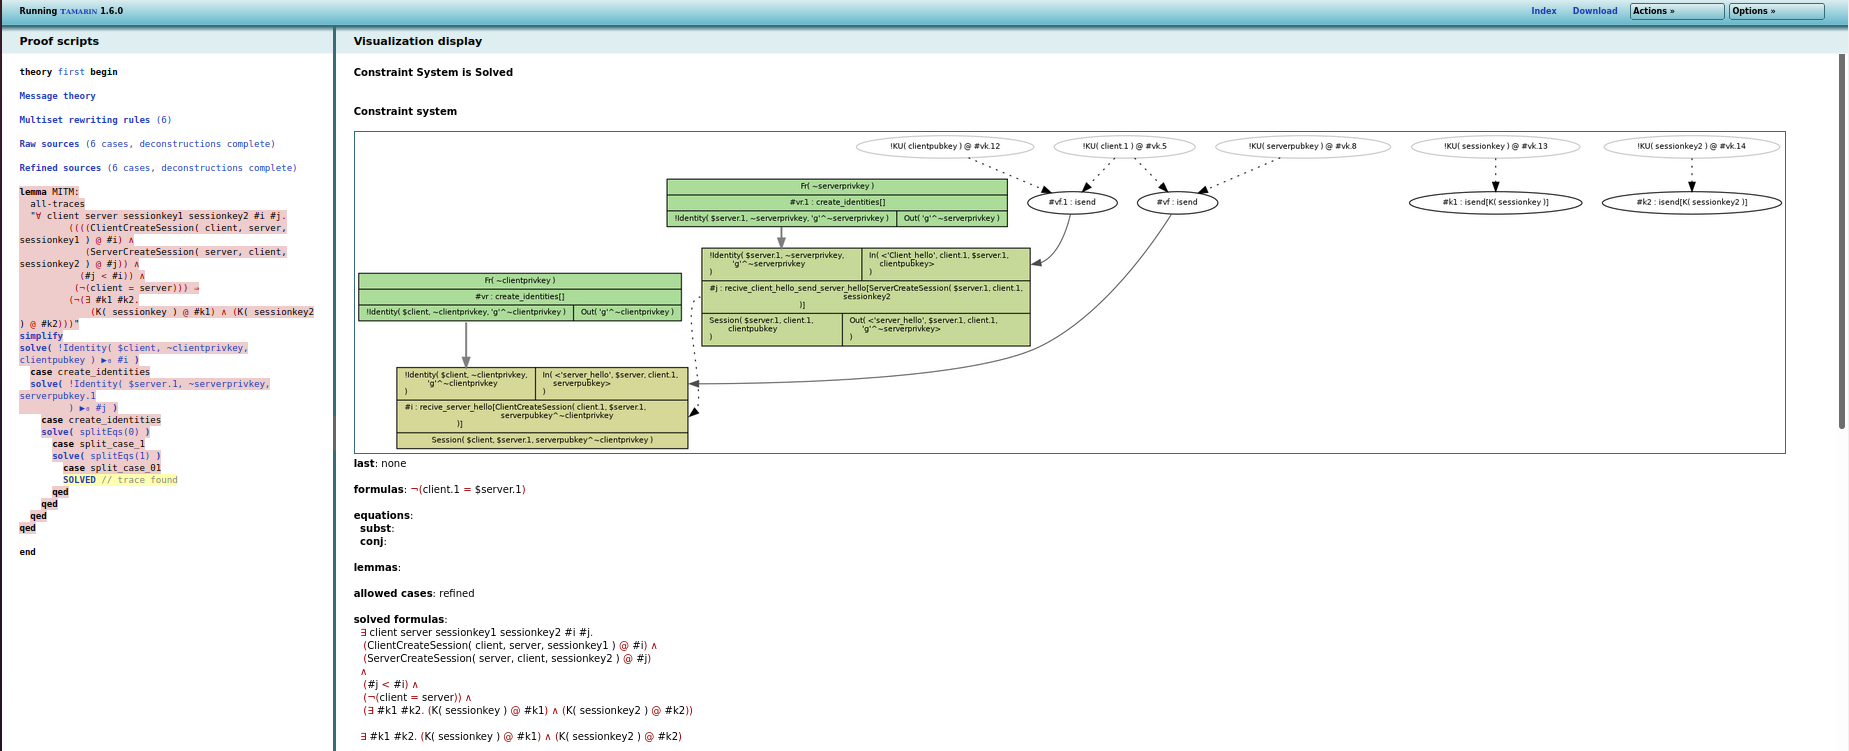 Running TAMARIN 1.6.0
Index Download Actions » Options »
Proof scripts
theory first begin
Message theory
Multiset rewriting rules (6)
Raw sources (6 cases, deconstructions complete)
Refined sources (6 cases, deconstructions complete)
lemma MITM:
all-traces
"∀ client server sessionkey1 sessionkey2 #i #j.
((((ClientCreateSession( client, server,
sessionkey1 ) @ #i) ∧
(ServerCreateSession( server, client,
sessionkey2 ) @ #j)) ∧
(#j < #i)) ∧
(¬(client = server))) ⇒
(¬(∃ #k1 #k2.
(K( sessionkey ) @ #k1) ∧ (K( sessionkey2
) @ #k2)))"
simplify
solve( !Identity( $client, ~clientprivkey,
clientpubkey ) ▶₀ #i )
case create_identities
solve( !Identity( $server.1, ~serverprivkey,
serverpubkey.1
) ▶₀ #j )
case create_identities
solve( splitEqs(0) )
case split_case_1
solve( splitEqs(1) )
case split_case_01
SOLVED // trace found
qed
qed
qed
qed
end
Visualization display
Constraint System is Solved
Constraint system
!KU( clientpubkey ) @ #vk.12
!KU( client.1 ) @ #vk.5
!KU( serverpubkey ) @ #vk.8
!KU( sessionkey ) @ #vk.13
!KU( sessionkey2 ) @ #vk.14
#vf.1 : isend
#vf : isend
#k1 : isend[K( sessionkey )]
#k2 : isend[K( sessionkey2 )]
Fr( ~serverprivkey )
#vr.1 : create_identities[]
!Identity( $server.1, ~serverprivkey, 'g'^~serverprivkey )
Out( 'g'^~serverprivkey )
!Identity( $server.1, ~serverprivkey,
'g'^~serverprivkey
)
In( <'Client_hello', client.1, $server.1,
clientpubkey>
)
#j : recive_client_hello_send_server_hello[ServerCreateSession( $server.1, client.1,
sessionkey2
)]
Session( $server.1, client.1,
clientpubkey
)
Out( <'server_hello', $server.1, client.1,
'g'^~serverprivkey>
)
Fr( ~clientprivkey )
#vr : create_identities[]
!Identity( $client, ~clientprivkey, 'g'^~clientprivkey )
Out( 'g'^~clientprivkey )
!Identity( $client, ~clientprivkey,
'g'^~clientprivkey
)
In( <'server_hello', $server, client.1,
serverpubkey>
)
#i : recive_server_hello[ClientCreateSession( client.1, $server.1,
serverpubkey^~clientprivkey
)]
Session( $client, $server.1, serverpubkey^~clientprivkey )
last: none
formulas: ¬(client.1 = $server.1)
equations:
subst:
conj:
lemmas:
allowed cases: refined
solved formulas:
∃ client server sessionkey1 sessionkey2 #i #j.
(ClientCreateSession( client, server, sessionkey1 ) @ #i) ∧
(ServerCreateSession( server, client, sessionkey2 ) @ #j)
∧
(#j < #i) ∧
(¬(client = server)) ∧
(∃ #k1 #k2. (K( sessionkey ) @ #k1) ∧ (K( sessionkey2 ) @ #k2))
∃ #k1 #k2. (K( sessionkey ) @ #k1) ∧ (K( sessionkey2 ) @ #k2)